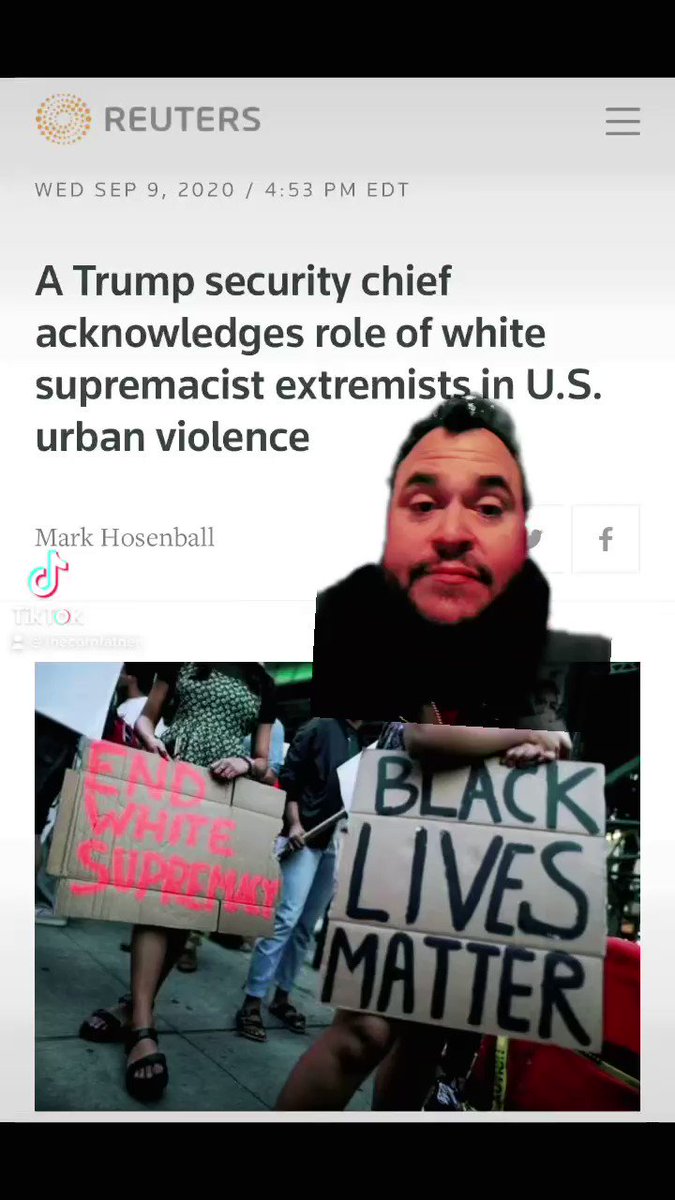 REUTERS
WED SEP 9, 2020 / 4:53 PM EDT
A Trump security chief
acknowledges role of white
supremacist extremists in U.S.
urban violence
Mark Hosenball
TikTok
END
WHITE
SUPREMACY
BLACK
LIVES
MATTER